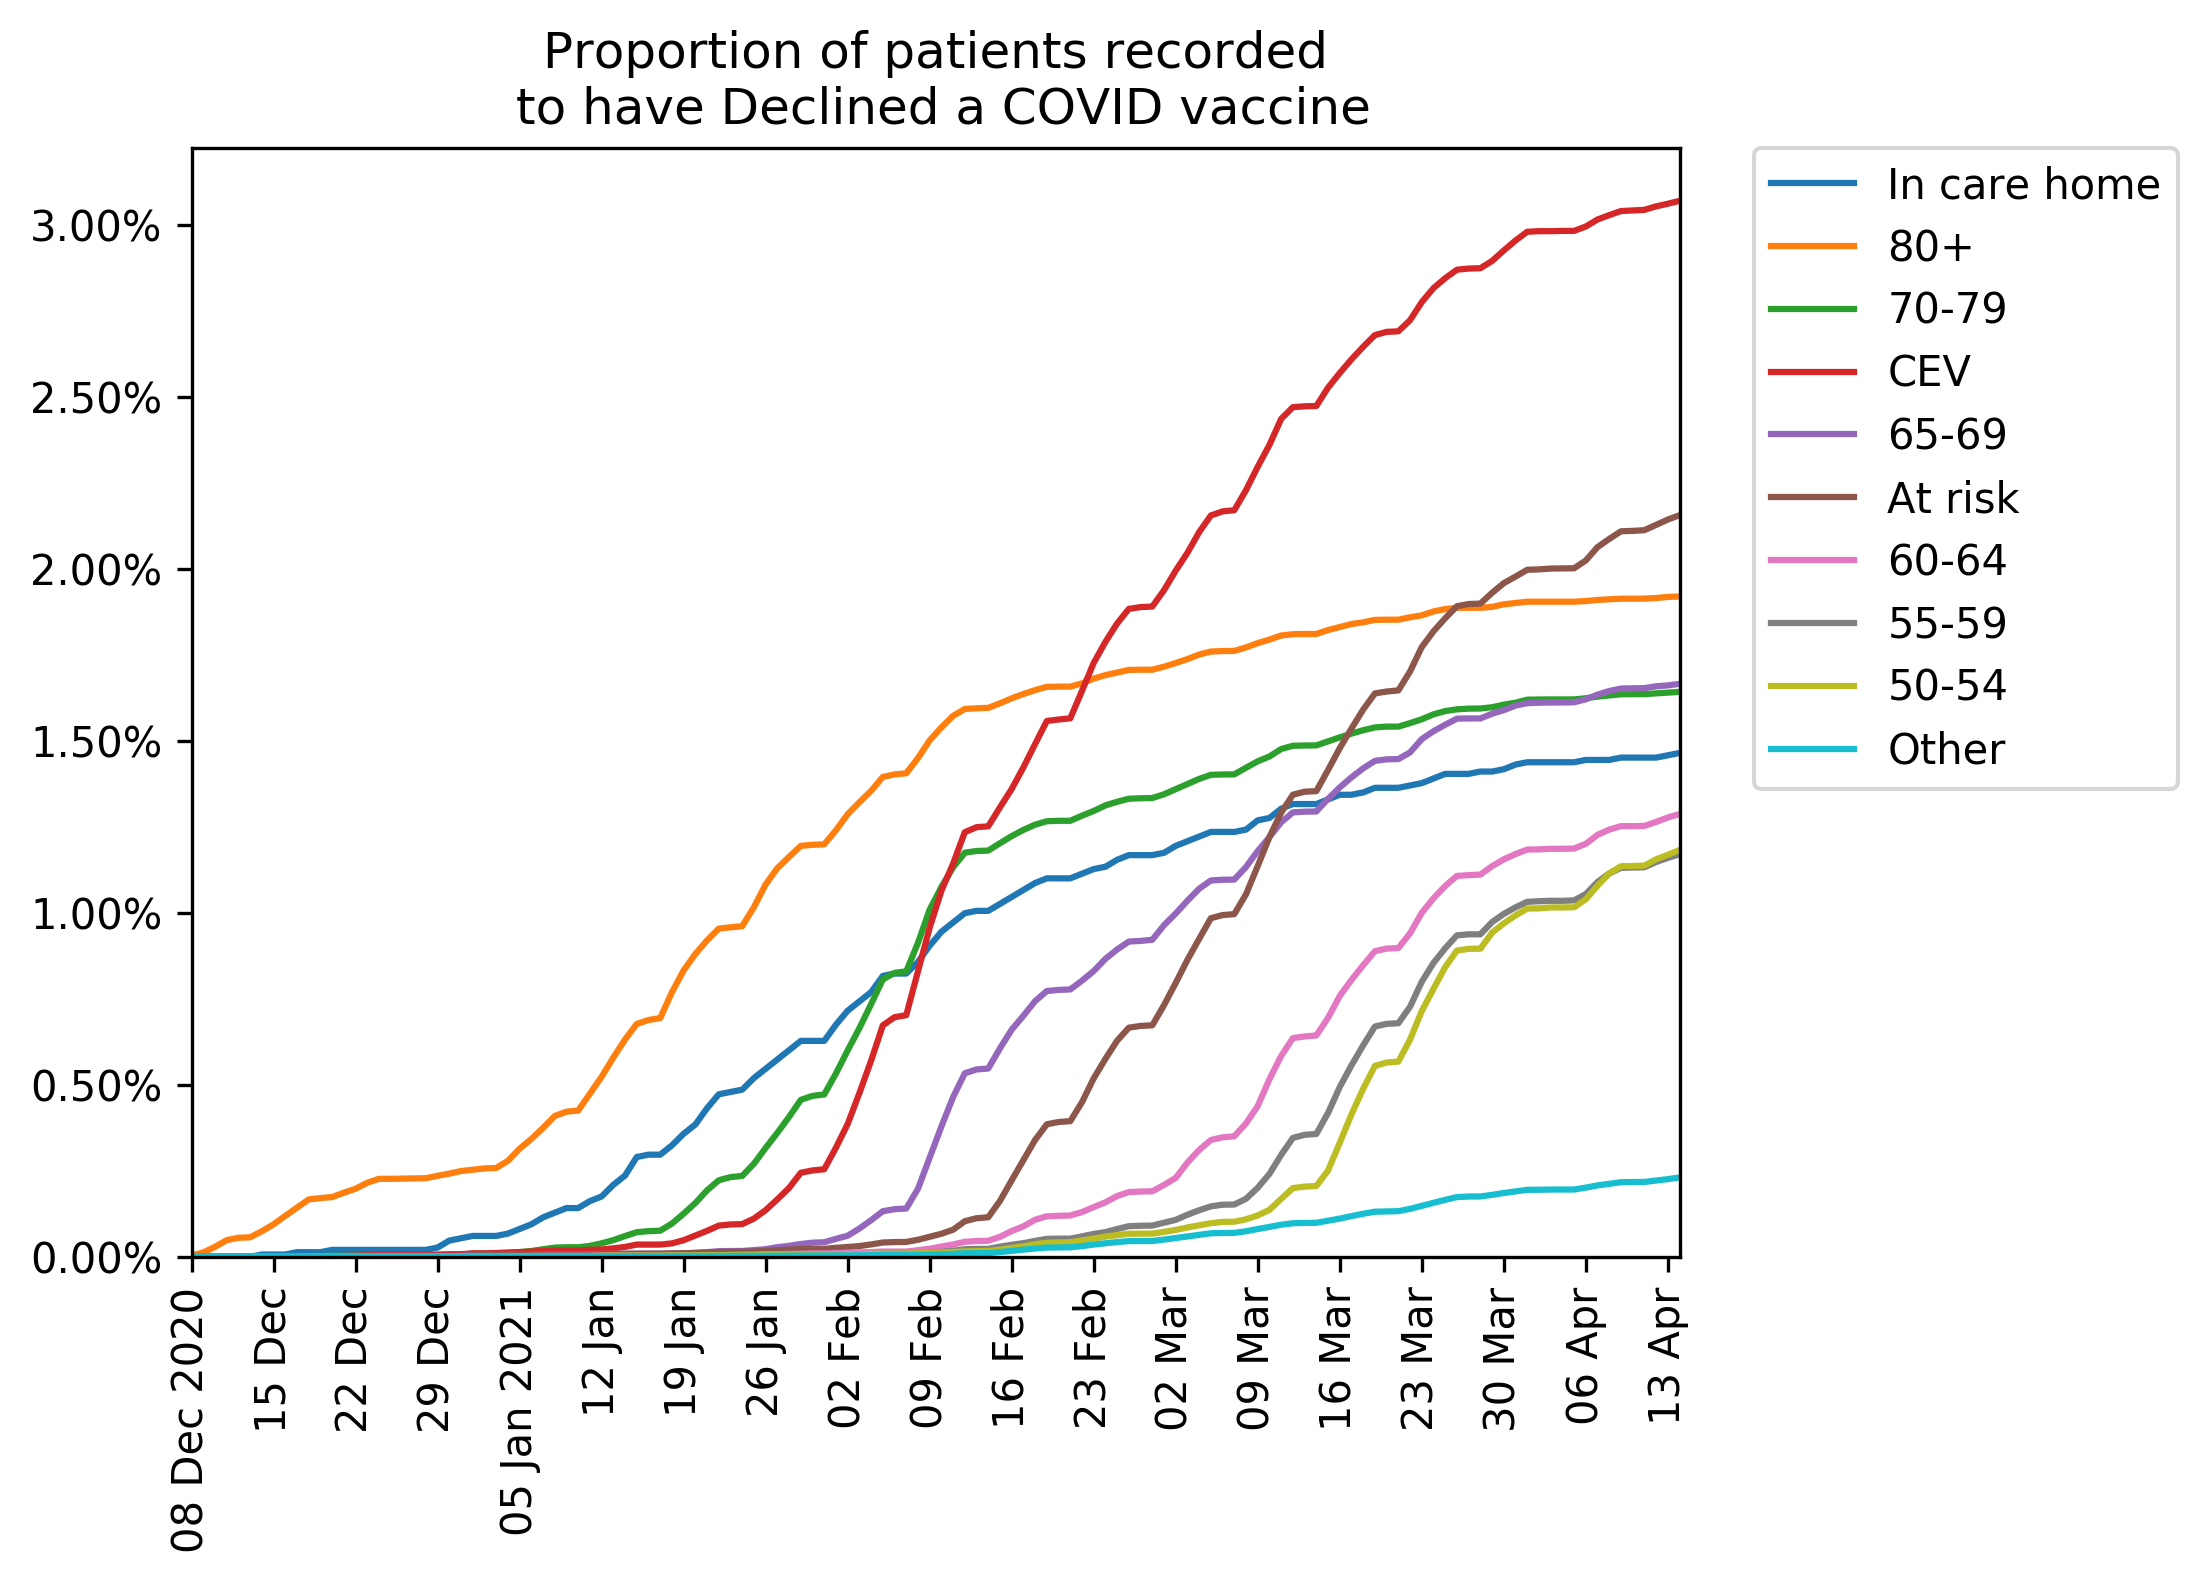 Proportion of patients recorded
to have Declined a COVID vaccine
3.00%
2.50%
2.00%
1.50%
1.00%
0.50%
0.00%
08 Dec 2020
15 Dec
22 Dec
29 Dec
05 Jan 2021
12 Jan
19 Jan
26 Jan
02 Feb
09 Feb
16 Feb
23 Feb
02 Mar
09 Mar
16 Mar
23 Mar
30 Mar
06 Apr
13 Apr
In care home
80+
70-79
CEV
65-69
At risk
60-64
55-59
50-54
Other